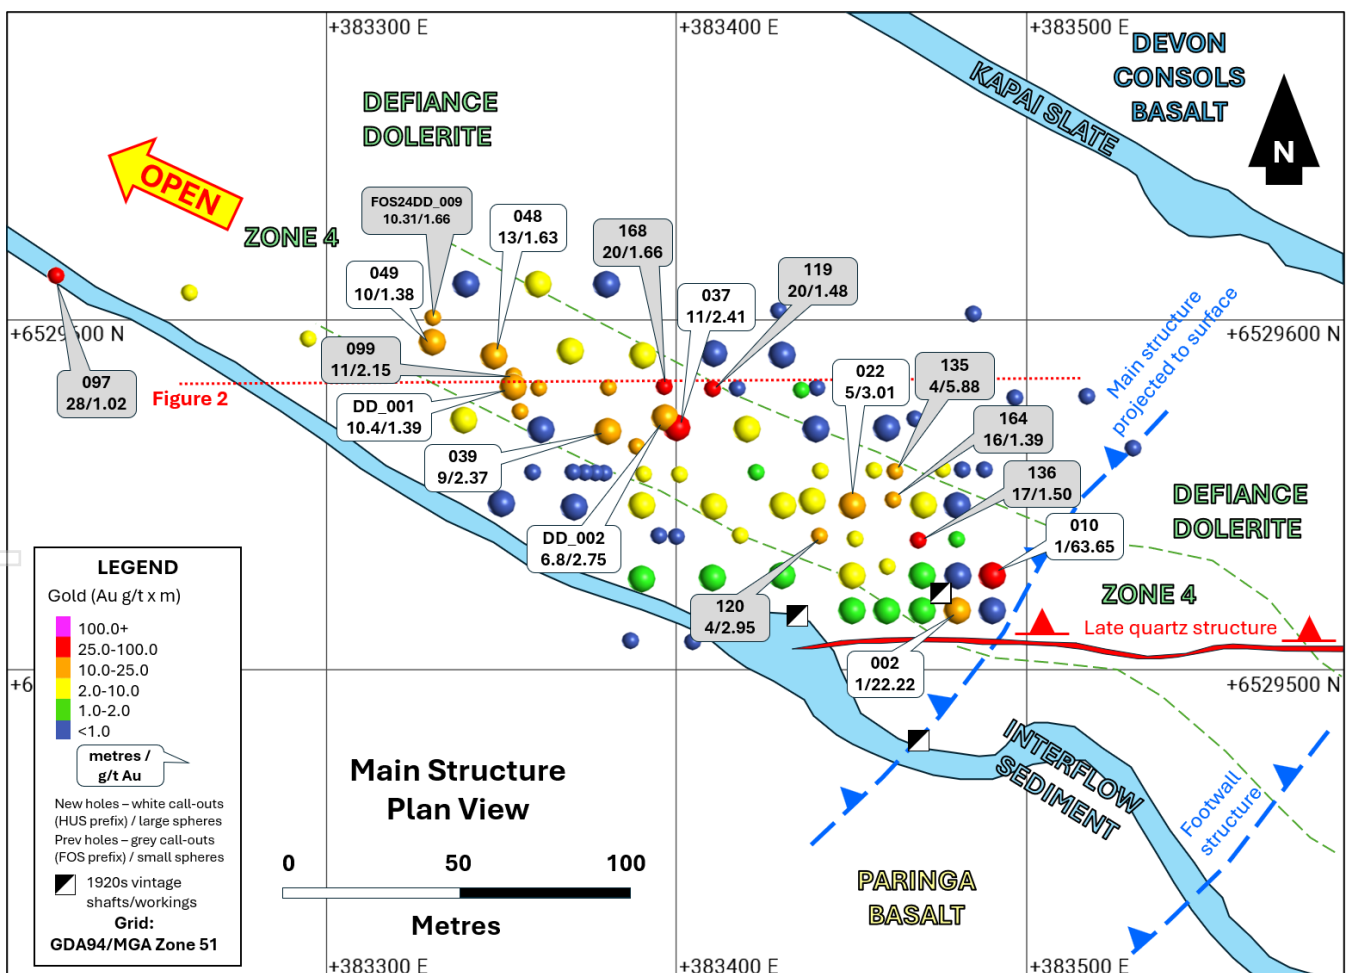 +383300 E
+383400 E
+383500 E
DEVON
CONSOLS
BASALT
KAPAI SLATE
DEFIANCE
DOLERITE
N
OPEN
ZONE 4
FOS24DD_009
10.31/1.66
048
13/1.63
168
20/1.66
119
20/1.48
049
10/1.38
037
11/2.41
Main structure
projected to surface
+6529600 N
+6529600 N
099
11/2.15
022
5/3.01
135
4/5.88
097
28/1.02
Figure 2
DD_001
10.4/1.39
164
16/1.39
039
9/2.37
136
17/1.50
DEFIANCE
DOLERITE
DD_002
6.8/2.75
010
1/63.65
120
4/2.95
ZONE 4
Late quartz structure
002
1/22.22
+6
+6529500 N
LEGEND
Gold (Au g/t x m)
100.0+
25.0-100.0
10.0-25.0
2.0-10.0
1.0-2.0
<1.0
metres /
g/t Au
New holes – white call-outs
(HUS prefix) / large spheres
Prev holes – grey call-outs
(FOS prefix) / small spheres
1920s vintage
shafts/workings
Grid:
GDA94/MGA Zone 51
Main Structure
Plan View
0 50 100
Metres
INTERFLOW
SEDIMENT
Footwall
structure
PARINGA
BASALT
+383300 E
+383400 E
+383500 E